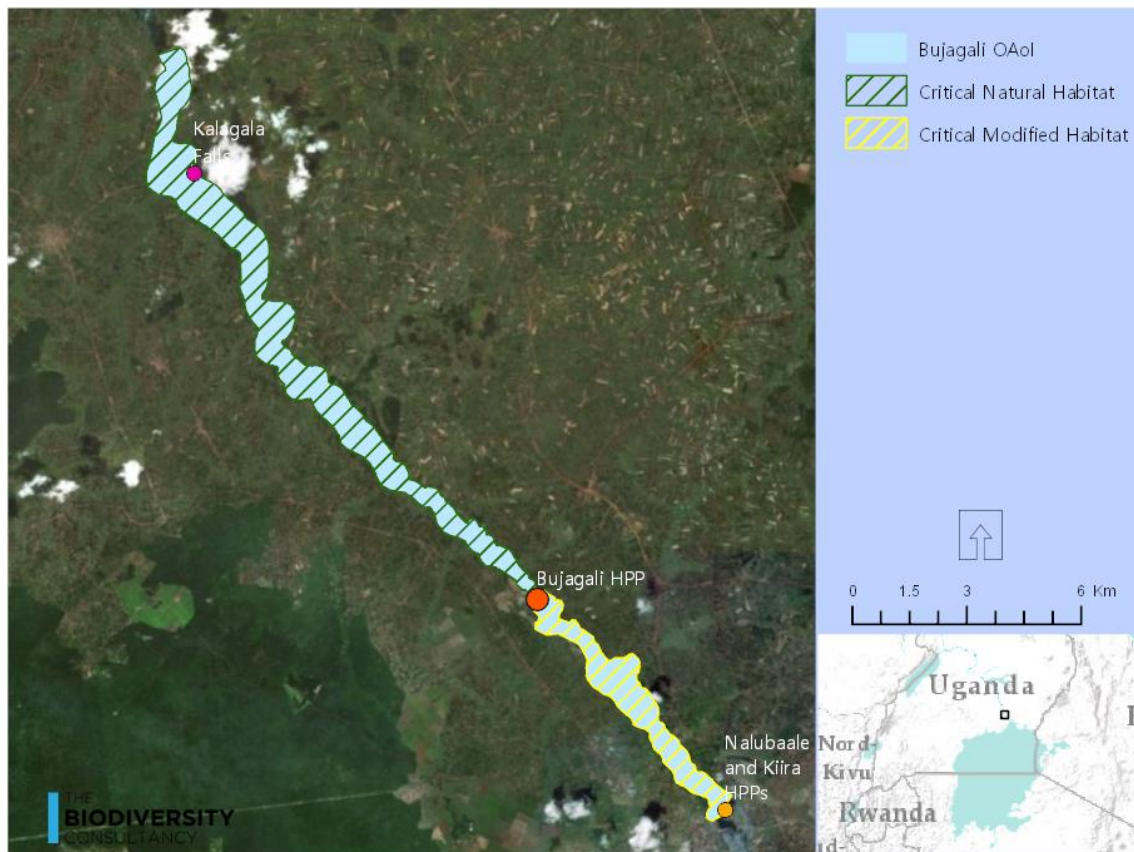 Kalagala
Falls
Bujagali HPP
Nalubaale
and Kiira
HPPs
THE
BIODIVERSITY
CONSULTANCY
Bujagali OAoI
Critical Natural Habitat
Critical Modified Habitat
0 1.5 3 6 Km
Uganda
Nord-
Kivu
Rwanda